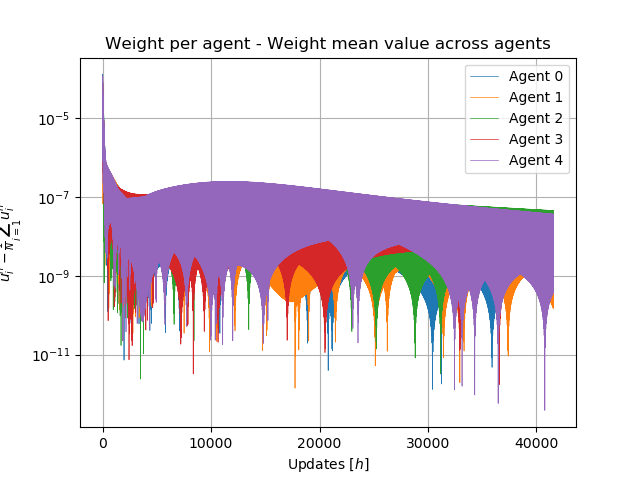 Weight per agent - Weight mean value across agents
Agent 0
Agent 1
Agent 2
Agent 3
Agent 4
10⁻⁵
10⁻⁷
10⁻⁹
10⁻¹¹
0 10000 20000 30000 40000
Updates [h]